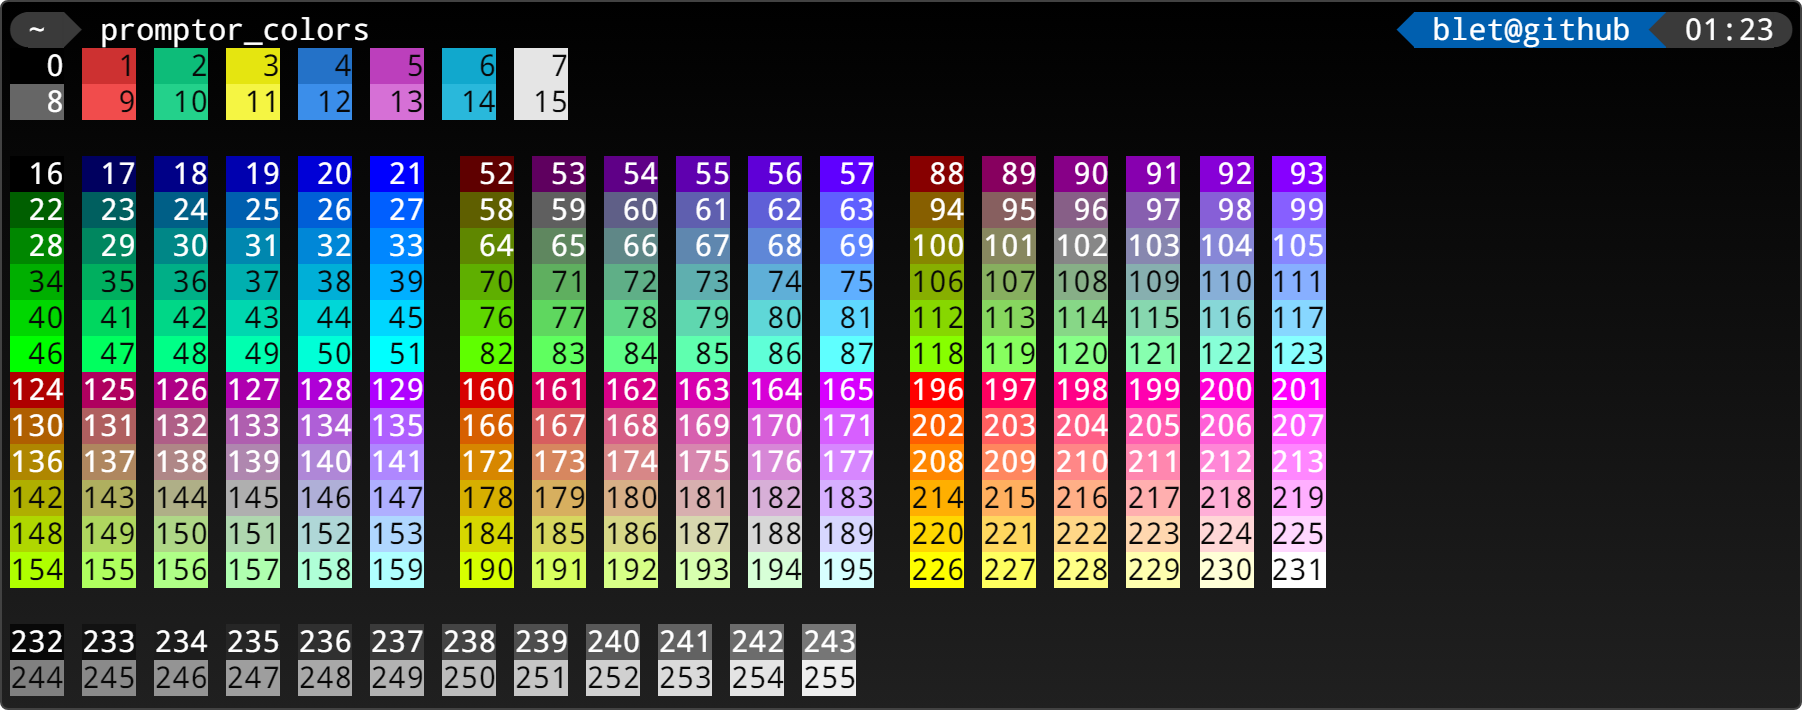 ~ promptor_colors blet@github 01:23
0 1 2 3 4 5 6 7
8 9 10 11 12 13 14 15
16 17 18 19 20 21 52 53 54 55 56 57 88 89 90 91 92 93
22 23 24 25 26 27 58 59 60 61 62 63 94 95 96 97 98 99
28 29 30 31 32 33 64 65 66 67 68 69 100 101 102 103 104 105
34 35 36 37 38 39 70 71 72 73 74 75 106 107 108 109 110 111
40 41 42 43 44 45 76 77 78 79 80 81 112 113 114 115 116 117
46 47 48 49 50 51 82 83 84 85 86 87 118 119 120 121 122 123
124 125 126 127 128 129 160 161 162 163 164 165 196 197 198 199 200 201
130 131 132 133 134 135 166 167 168 169 170 171 202 203 204 205 206 207
136 137 138 139 140 141 172 173 174 175 176 177 208 209 210 211 212 213
142 143 144 145 146 147 178 179 180 181 182 183 214 215 216 217 218 219
148 149 150 151 152 153 184 185 186 187 188 189 220 221 222 223 224 225
154 155 156 157 158 159 190 191 192 193 194 195 226 227 228 229 230 231
232 233 234 235 236 237 238 239 240 241 242 243
244 245 246 247 248 249 250 251 252 253 254 255